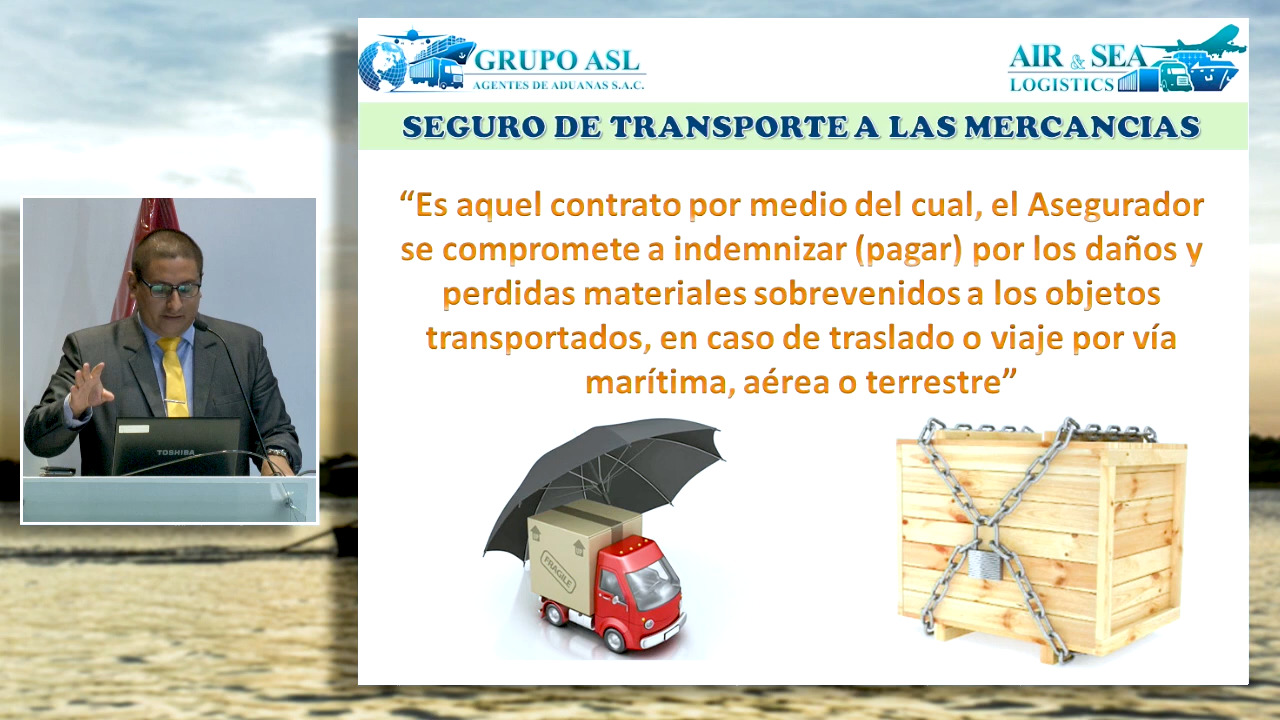 GRUPO ASL
AGENTES DE ADUANAS S.A.C.
AIR & SEA
LOGISTICS
SEGURO DE TRANSPORTE A LAS MERCANCIAS
“Es aquel contrato por medio del cual, el Asegurador
se compromete a indemnizar (pagar) por los daños y
perdidas materiales sobrevenidos a los objetos
transportados, en caso de traslado o viaje por vía
marítima, aérea o terrestre”
FRAGILE
TOSHIBA